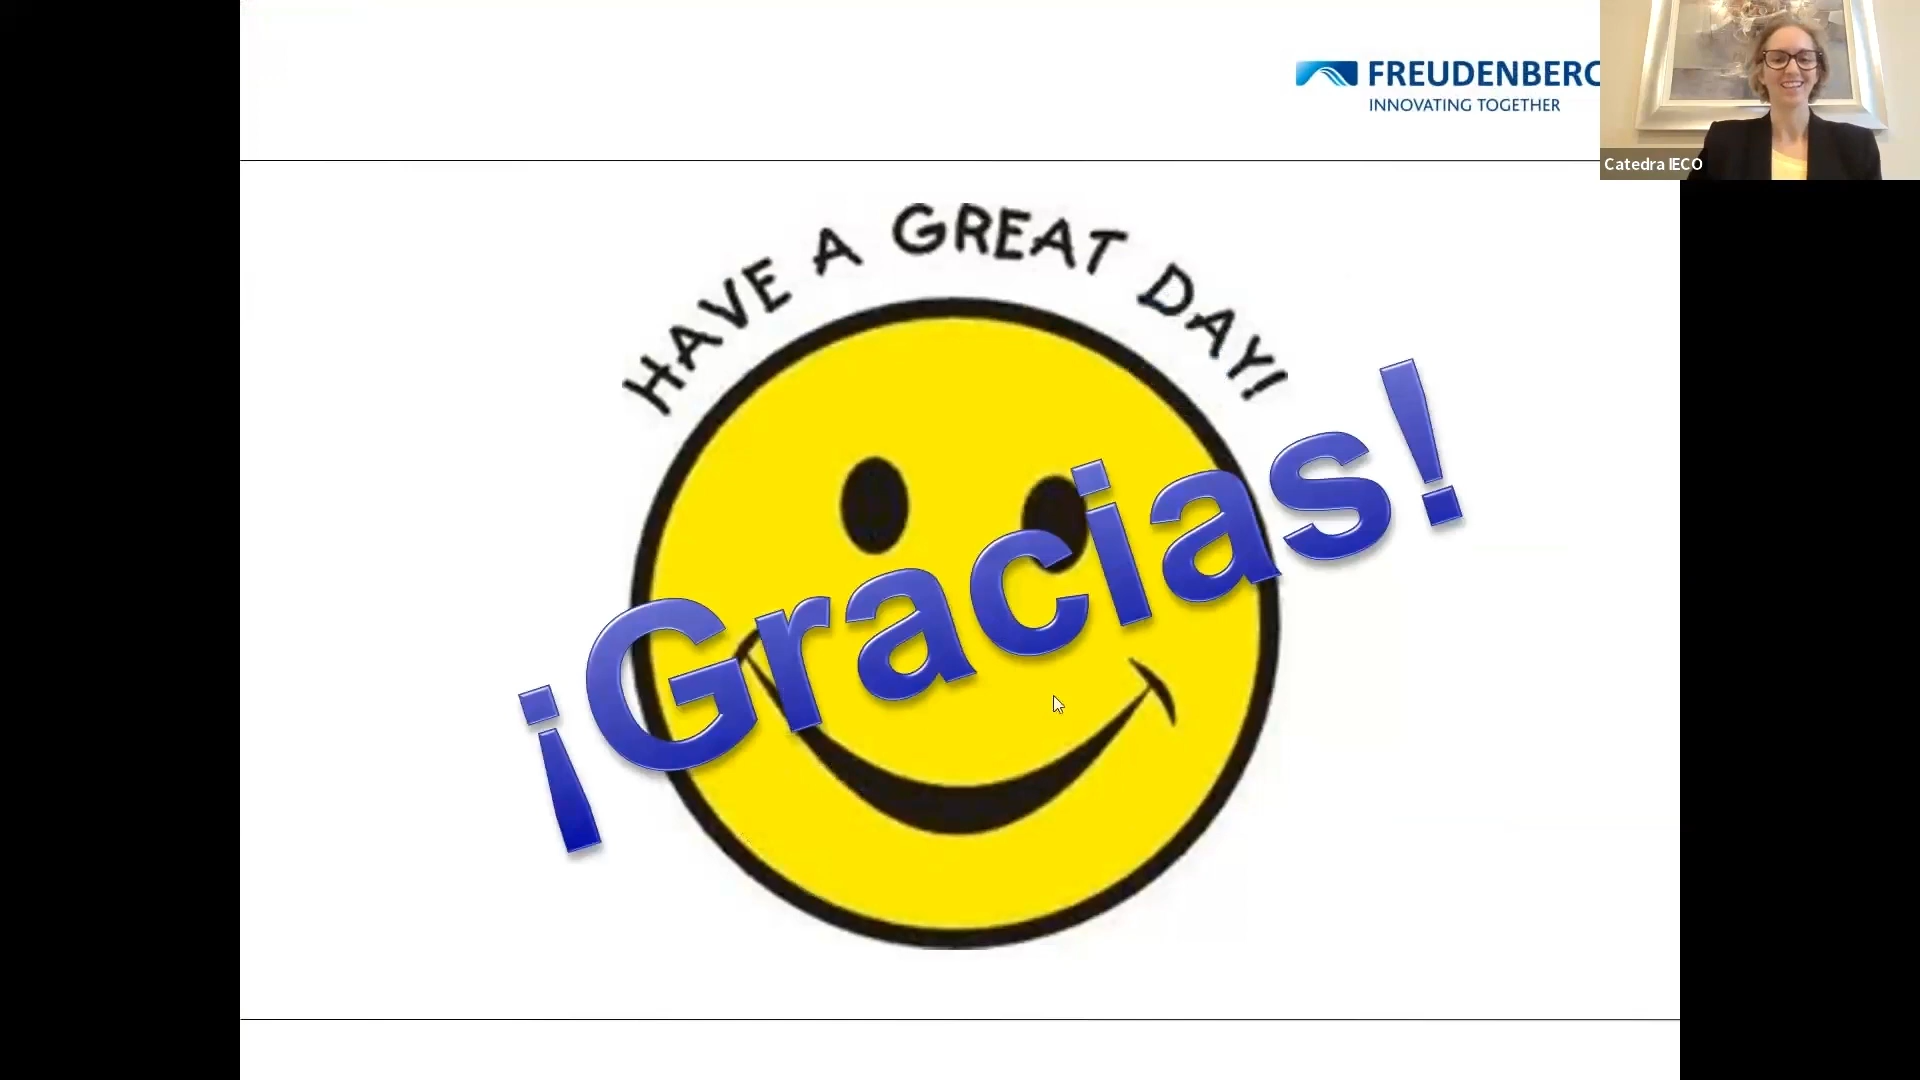 FREUDENBERG
INNOVATING TOGETHER
Catedra IECO
HAVE A GREAT DAY!
¡Gracias!